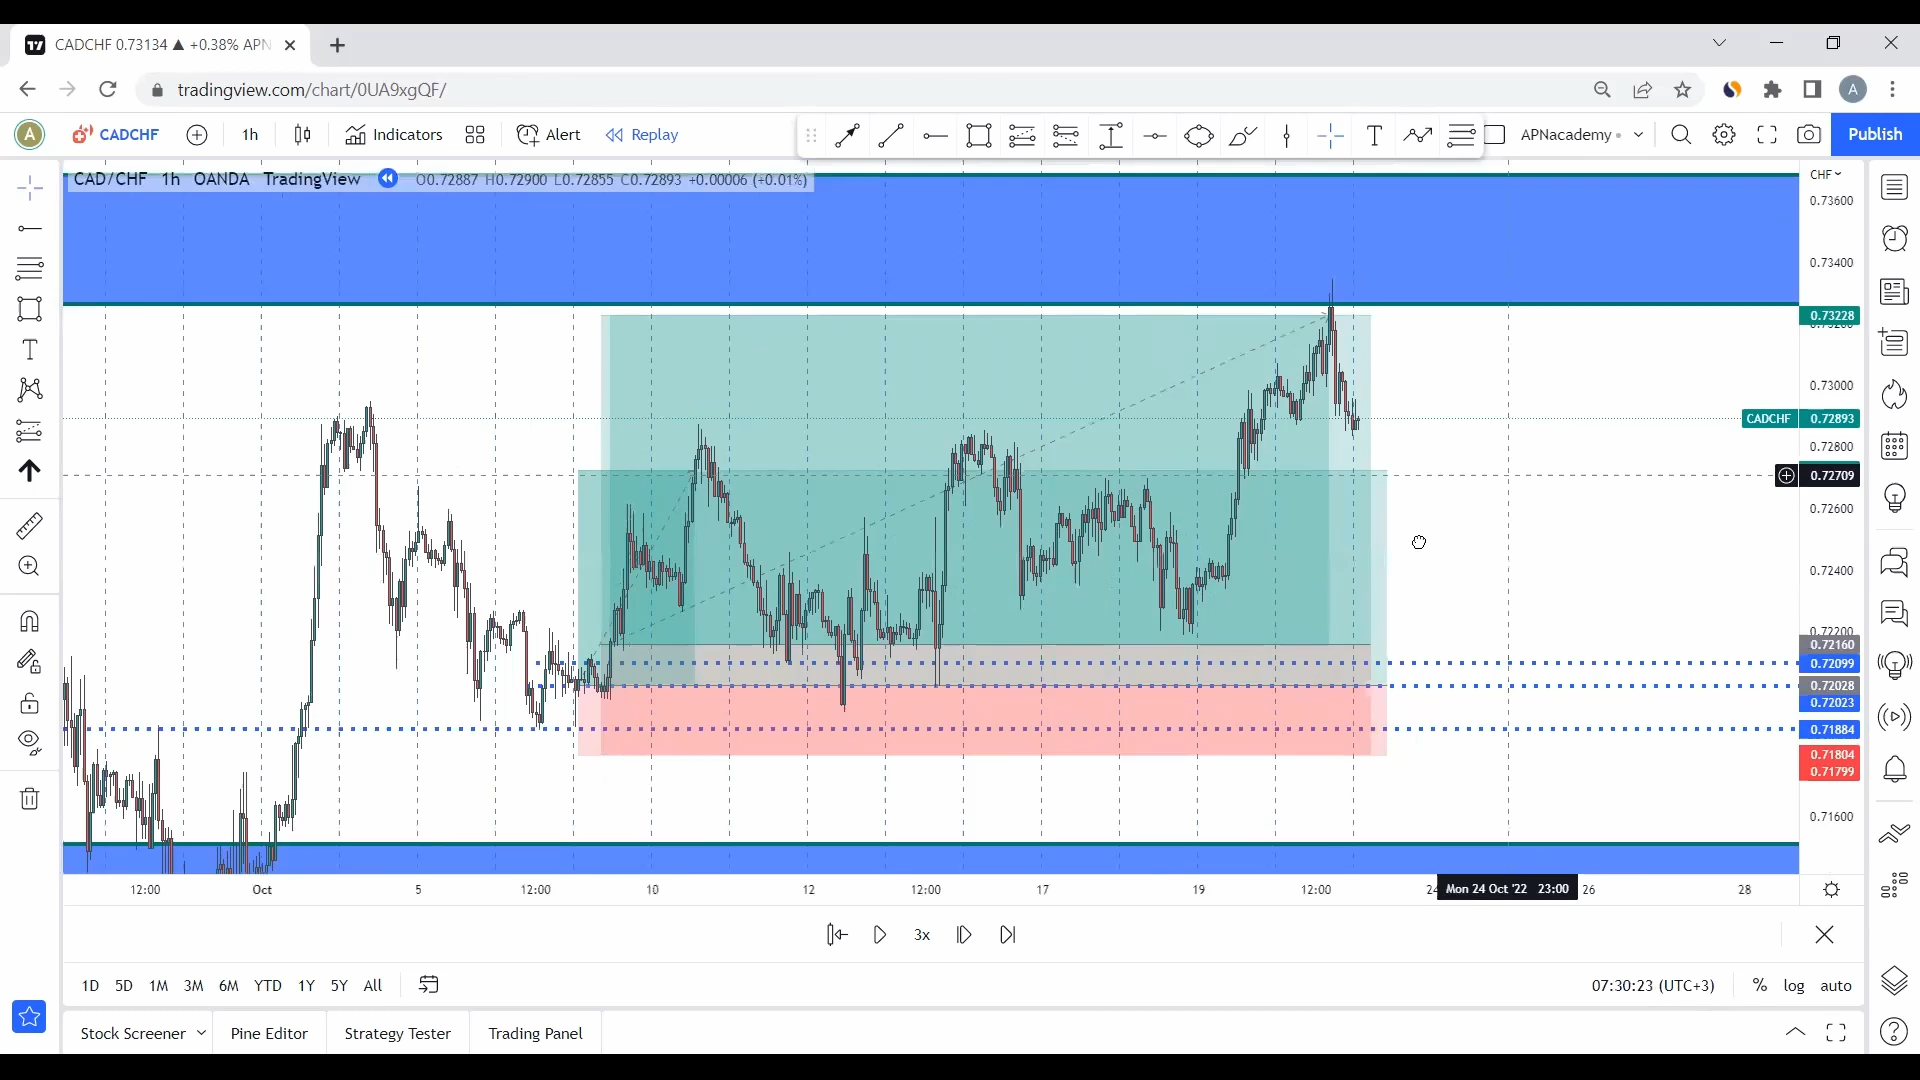 CADCHF 0.73134 ▲ +0.38% APN
tradingview.com/chart/0UA9xgQF/
A
A
CADCHF
1h
Indicators
Alert
Replay
T
APNacademy
Publish
CAD/CHF 1h OANDA TradingView O0.72887 H0.72900 L0.72855 C0.72893 +0.00006 (+0.01%)
CHF
0.73600
0.73400
0.73228
0.73000
CADCHF 0.72893
0.72800
0.72709
0.72600
0.72400
0.72200
0.72160
0.72099
0.72028
0.72023
0.71884
0.71804
0.71799
0.71600
12:00 Oct 5 12:00 10 12 12:00 17 19 12:00 24 Mon 24 Oct '22 23:00 26 28
3x
1D 5D 1M 3M 6M YTD 1Y 5Y All
07:30:23 (UTC+3) % log auto
Stock Screener Pine Editor Strategy Tester Trading Panel